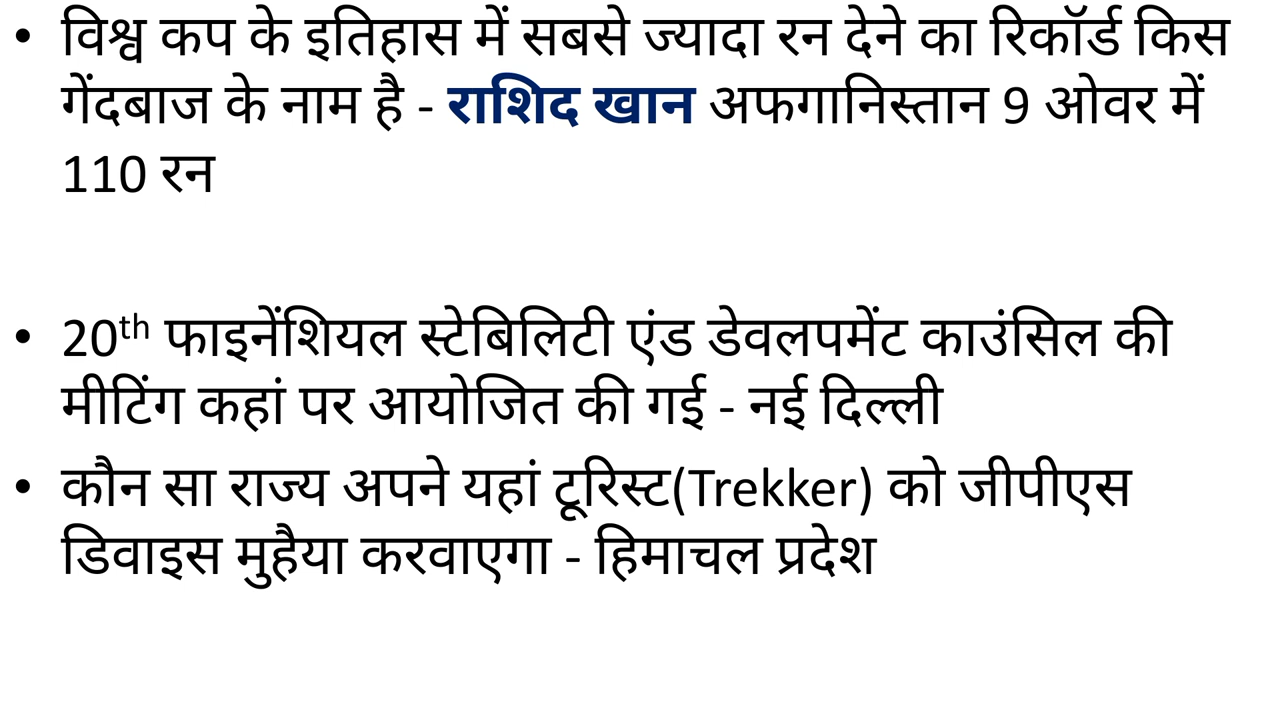 • विश्व कप के इतिहास में सबसे ज्यादा रन देने का रिकॉर्ड किस
गेंदबाज के नाम है - राशिद खान अफगानिस्तान 9 ओवर में
110 रन
• 20th फाइनेंशियल स्टेबिलिटी एंड डेवलपमेंट काउंसिल की
मीटिंग कहां पर आयोजित की गई - नई दिल्ली
• कौन सा राज्य अपने यहां टूरिस्ट(Trekker) को जीपीएस
डिवाइस मुहैया करवाएगा - हिमाचल प्रदेश